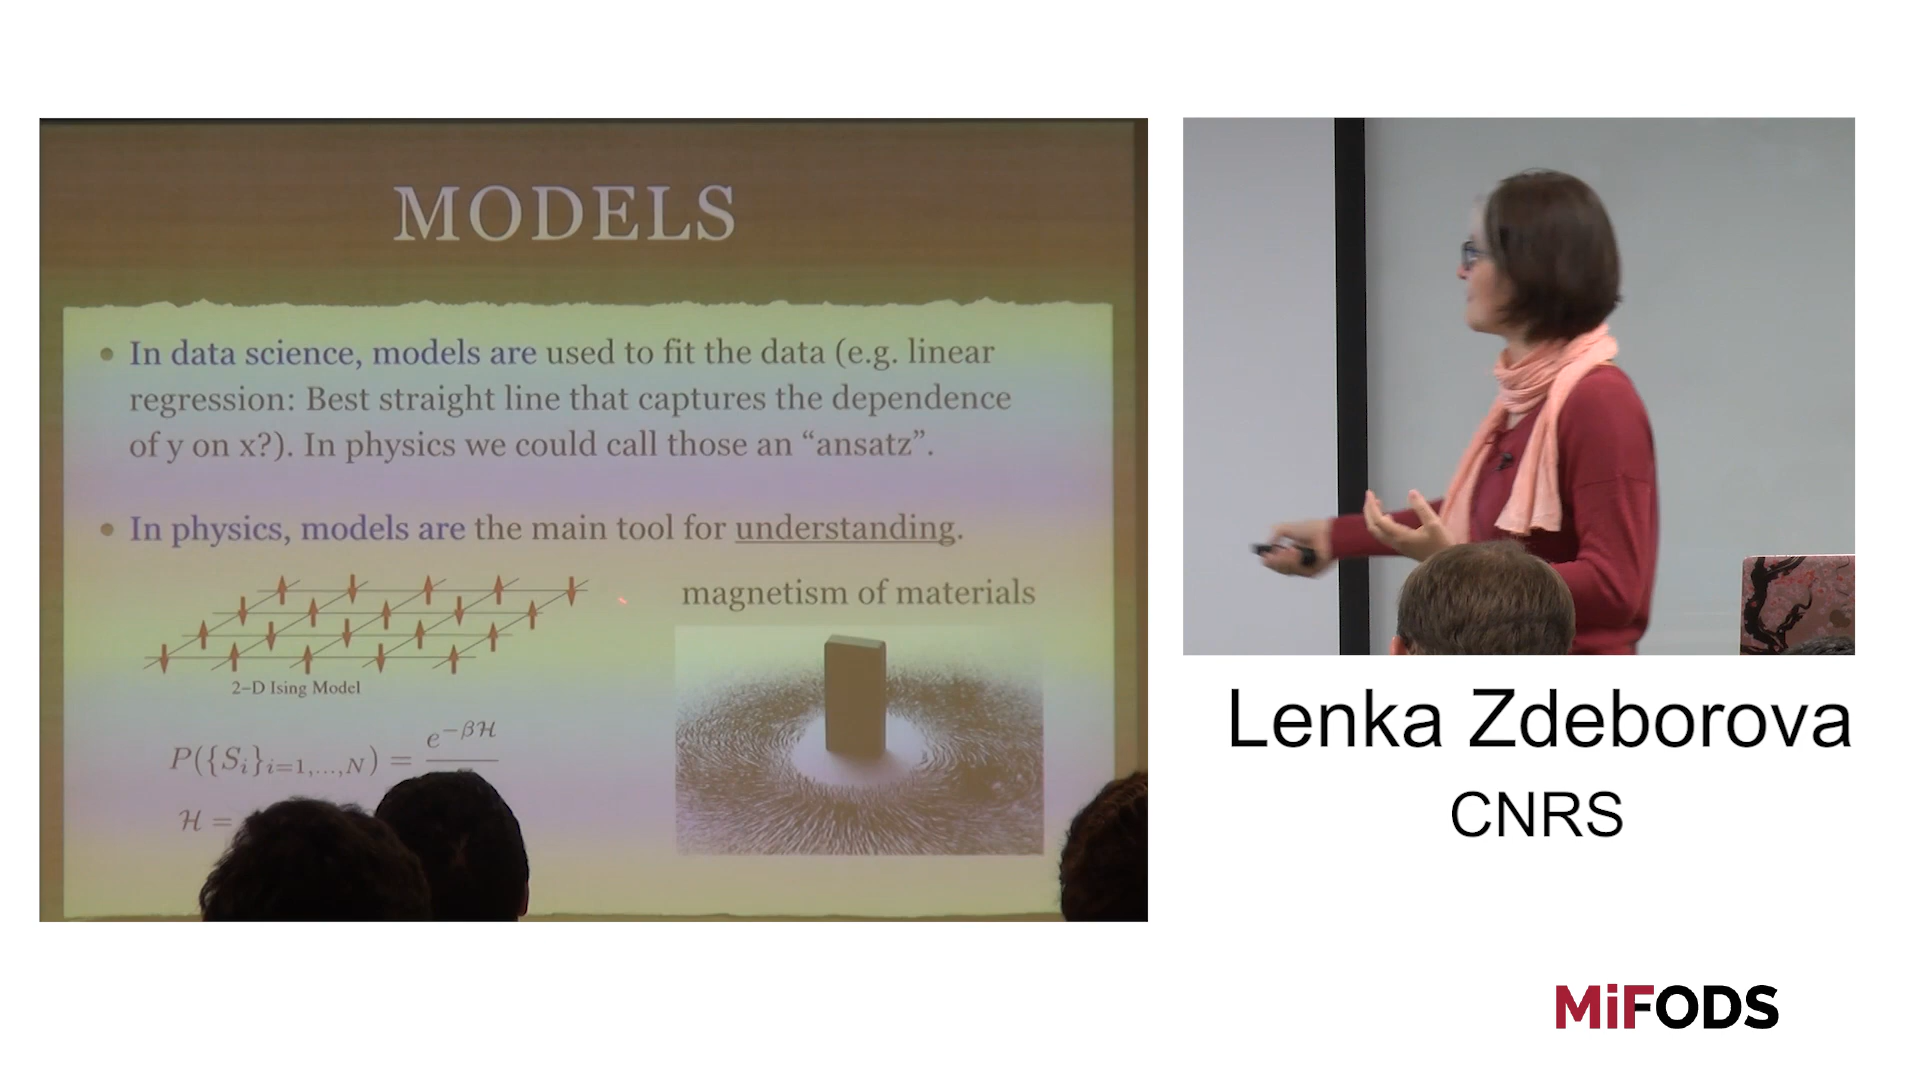 MODELS
In data science, models are used to fit the data (e.g. linear
regression: Best straight line that captures the dependence
of y on x?). In physics we could call those an “ansatz”.
In physics, models are the main tool for understanding.
magnetism of materials
2–D Ising Model
P({S_i}_{i=1,...,N}) = e^{-βℋ}
ℋ =
Lenka Zdeborova
CNRS
MiFODS